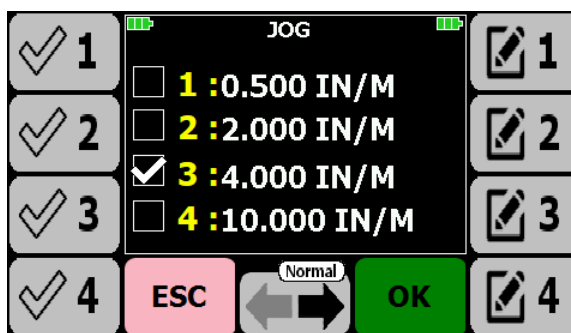 JOG
1
1 :0.500 IN/M
1
2
2 :2.000 IN/M
2
3
3 :4.000 IN/M
3
4 :10.000 IN/M
4
ESC
Normal
OK
4